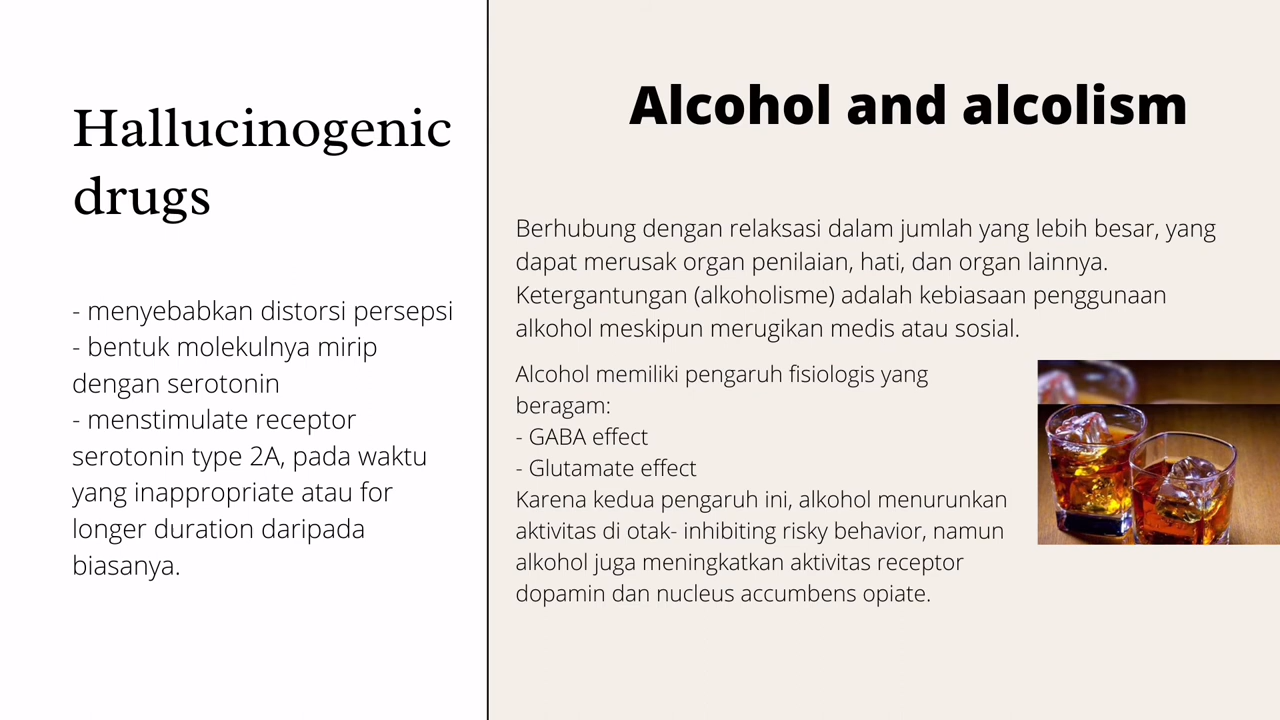 Hallucinogenic
drugs
- menyebabkan distorsi persepsi
- bentuk molekulnya mirip
dengan serotonin
- menstimulate receptor
serotonin type 2A, pada waktu
yang inappropriate atau for
longer duration daripada
biasanya.
Alcohol and alcolism
Berhubung dengan relaksasi dalam jumlah yang lebih besar, yang
dapat merusak organ penilaian, hati, dan organ lainnya.
Ketergantungan (alkoholisme) adalah kebiasaan penggunaan
alkohol meskipun merugikan medis atau sosial.
Alcohol memiliki pengaruh fisiologis yang
beragam:
- GABA effect
- Glutamate effect
Karena kedua pengaruh ini, alkohol menurunkan
aktivitas di otak- inhibiting risky behavior, namun
alkohol juga meningkatkan aktivitas receptor
dopamin dan nucleus accumbens opiate.